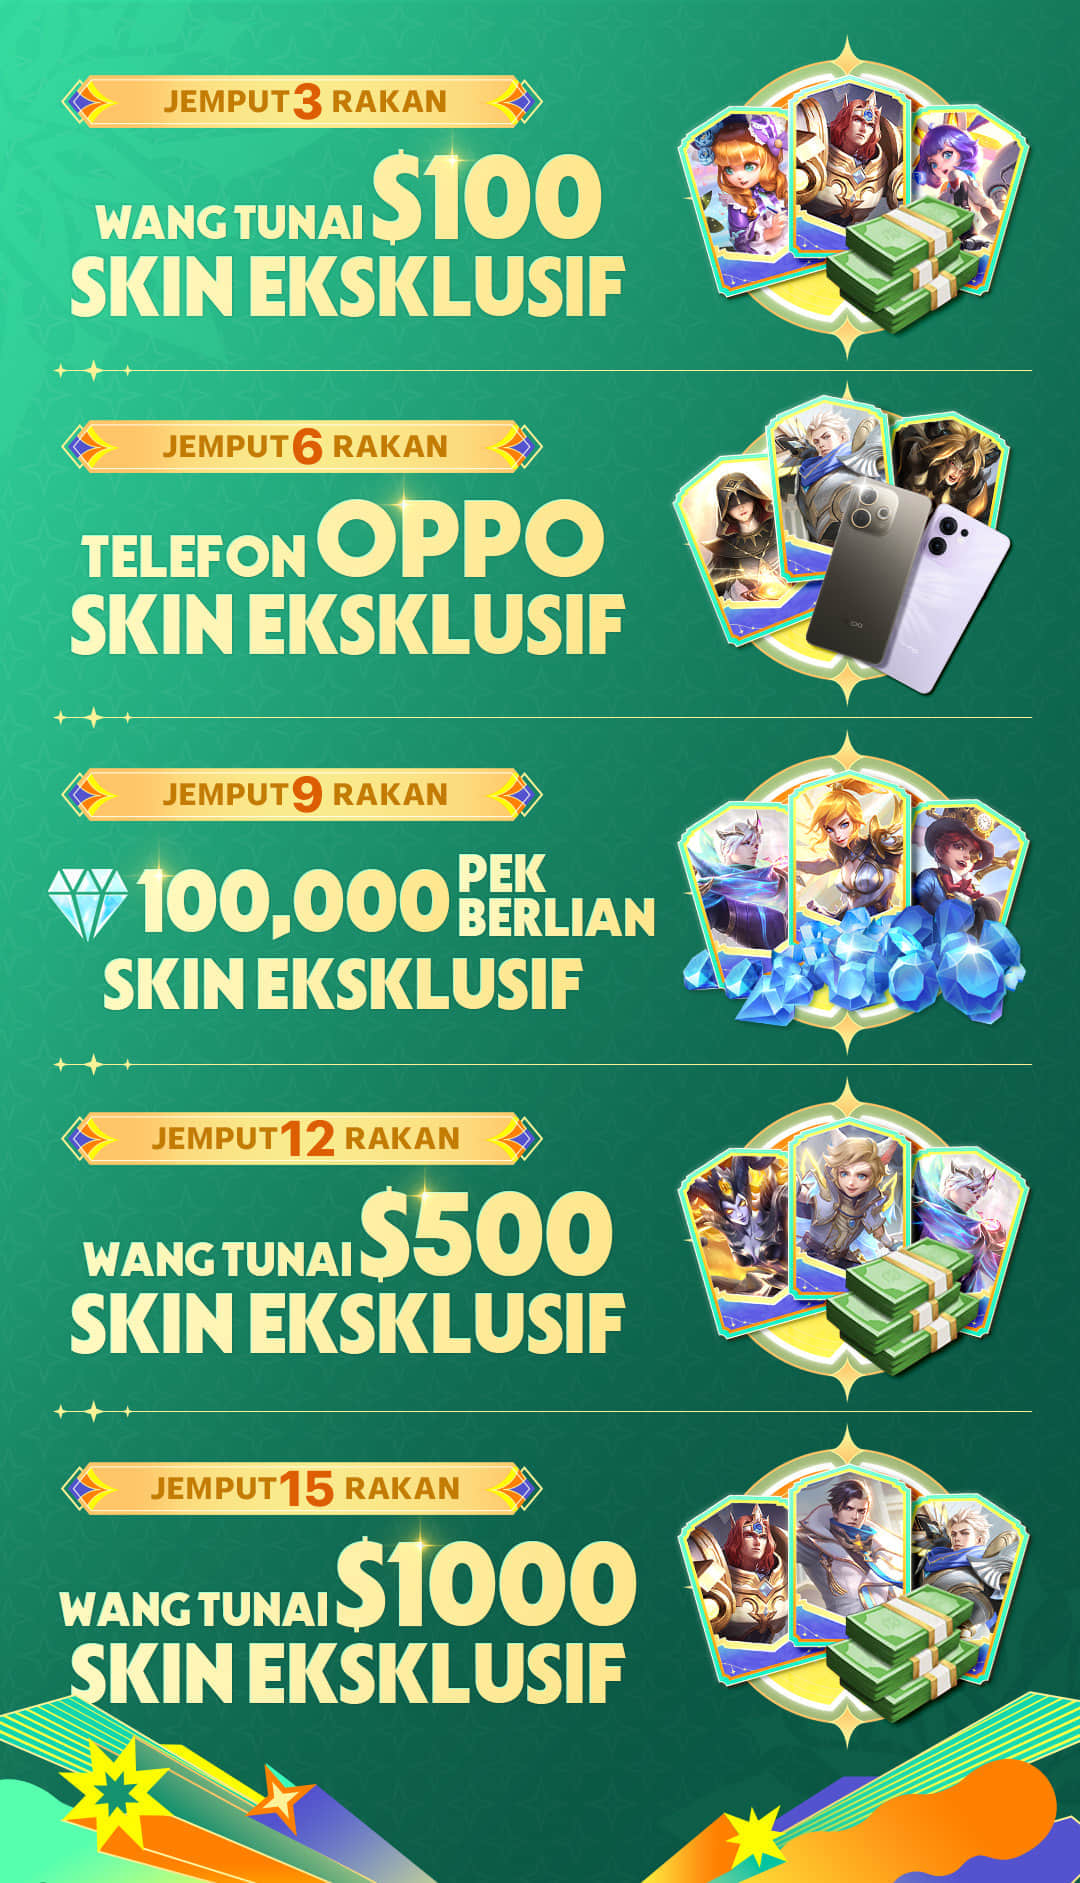 JEMPUT 3 RAKAN
WANG TUNAI $100
SKIN EKSKLUSIF
JEMPUT 6 RAKAN
TELEFON OPPO
SKIN EKSKLUSIF
JEMPUT 9 RAKAN
100,000 PEK
BERLIAN
SKIN EKSKLUSIF
JEMPUT 12 RAKAN
WANG TUNAI $500
SKIN EKSKLUSIF
JEMPUT 15 RAKAN
WANG TUNAI $1000
SKIN EKSKLUSIF